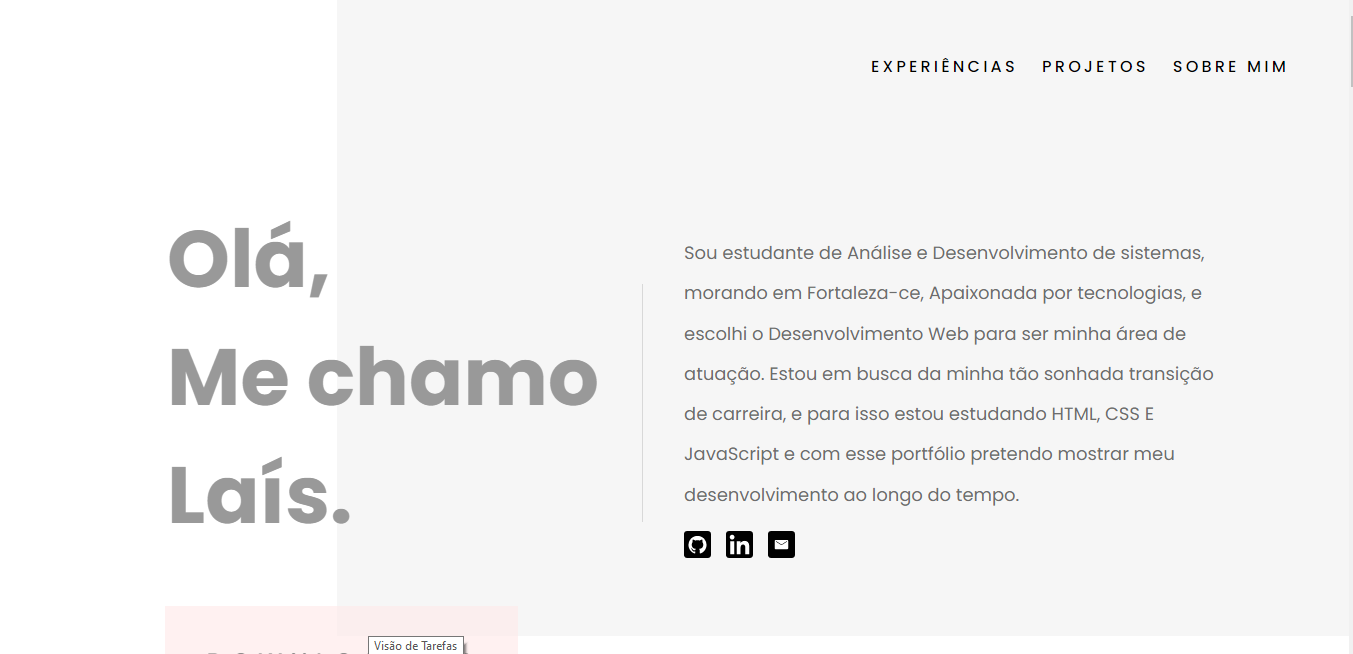 EXPERIÊNCIAS PROJETOS SOBRE MIM
Olá,
Me chamo
Laís.
Sou estudante de Análise e Desenvolvimento de sistemas,
morando em Fortaleza-ce, Apaixonada por tecnologias, e
escolhi o Desenvolvimento Web para ser minha área de
atuação. Estou em busca da minha tão sonhada transição
de carreira, e para isso estou estudando HTML, CSS E
JavaScript e com esse portfólio pretendo mostrar meu
desenvolvimento ao longo do tempo.
in
Visão de Tarefas